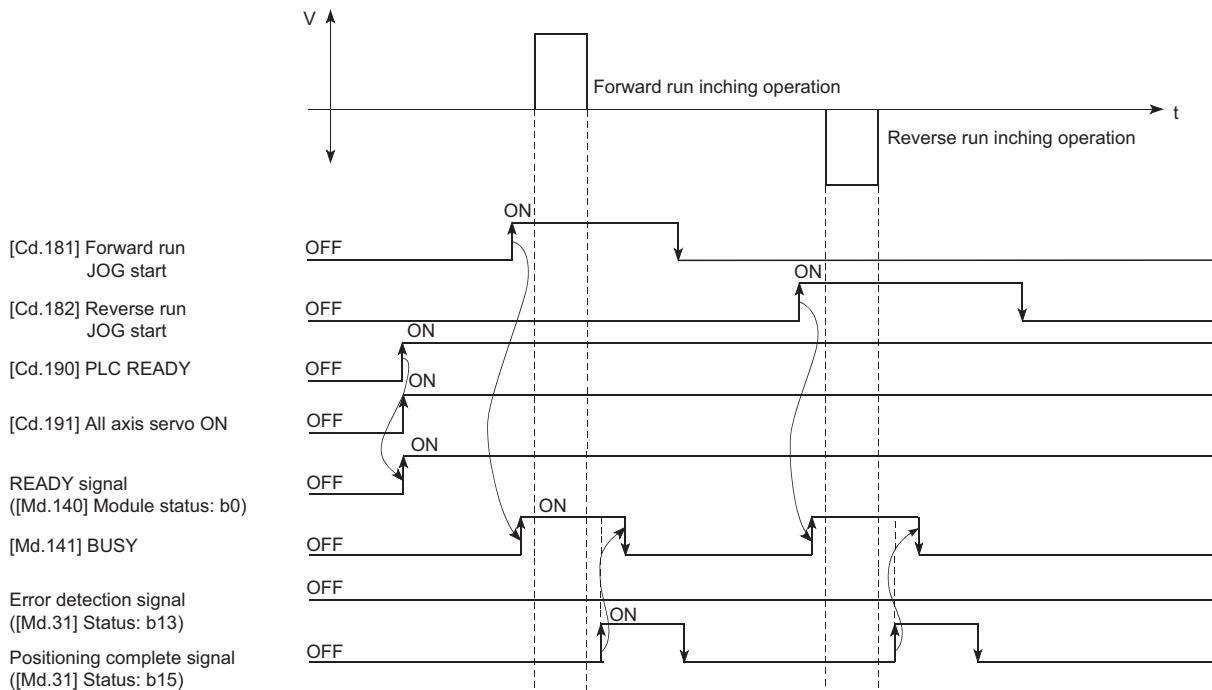 V
Forward run inching operation
t
Reverse run inching operation
ON
[Cd.181] Forward run
JOG start
OFF
ON
[Cd.182] Reverse run
JOG start
OFF
ON
[Cd.190] PLC READY
OFF
ON
[Cd.191] All axis servo ON
OFF
ON
READY signal
([Md.140] Module status: b0)
OFF
ON
[Md.141] BUSY
OFF
OFF
Error detection signal
([Md.31] Status: b13)
ON
Positioning complete signal
([Md.31] Status: b15)
OFF